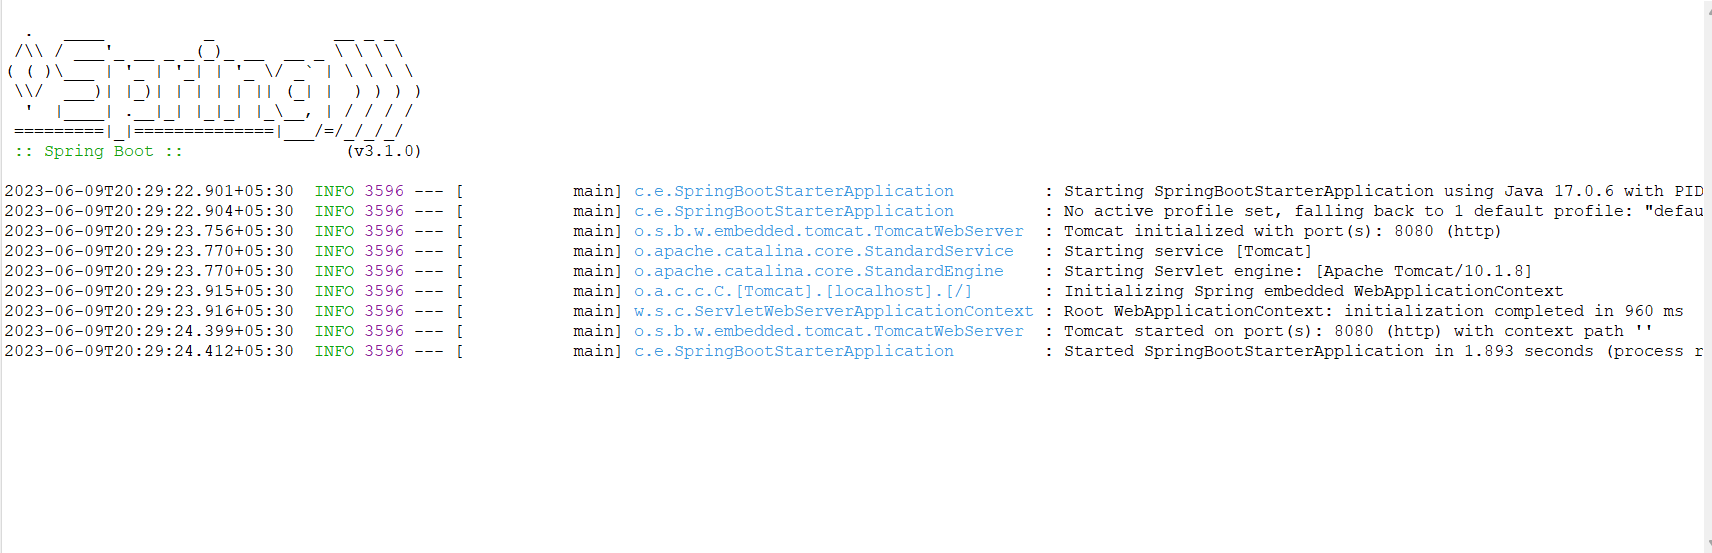 .   ____          _            __ _ _
 /\\ / ___'_ __ _ _(_)_ __  __ _ \ \ \ \
( ( )\___ | '_ | '_| | '_ \/ _` | \ \ \ \
 \\/  ___)| |_)| | | | | || (_| |  ) ) ) )
  '  |____| .__|_| |_|_| |_\__, | / / / /
 =========|_|==============|___/=/_/_/_/
 :: Spring Boot ::                (v3.1.0)
2023-06-09T20:29:22.901+05:30  INFO 3596 --- [           main] c.e.SpringBootStarterApplication         : Starting SpringBootStarterApplication using Java 17.0.6 with PID
2023-06-09T20:29:22.904+05:30  INFO 3596 --- [           main] c.e.SpringBootStarterApplication         : No active profile set, falling back to 1 default profile: "defau
2023-06-09T20:29:23.756+05:30  INFO 3596 --- [           main] o.s.b.w.embedded.tomcat.TomcatWebServer  : Tomcat initialized with port(s): 8080 (http)
2023-06-09T20:29:23.770+05:30  INFO 3596 --- [           main] o.apache.catalina.core.StandardService   : Starting service [Tomcat]
2023-06-09T20:29:23.770+05:30  INFO 3596 --- [           main] o.apache.catalina.core.StandardEngine    : Starting Servlet engine: [Apache Tomcat/10.1.8]
2023-06-09T20:29:23.915+05:30  INFO 3596 --- [           main] o.a.c.c.C.[Tomcat].[localhost].[/]       : Initializing Spring embedded WebApplicationContext
2023-06-09T20:29:23.916+05:30  INFO 3596 --- [           main] w.s.c.ServletWebServerApplicationContext : Root WebApplicationContext: initialization completed in 960 ms
2023-06-09T20:29:24.399+05:30  INFO 3596 --- [           main] o.s.b.w.embedded.tomcat.TomcatWebServer  : Tomcat started on port(s): 8080 (http) with context path ''
2023-06-09T20:29:24.412+05:30  INFO 3596 --- [           main] c.e.SpringBootStarterApplication         : Started SpringBootStarterApplication in 1.893 seconds (process r